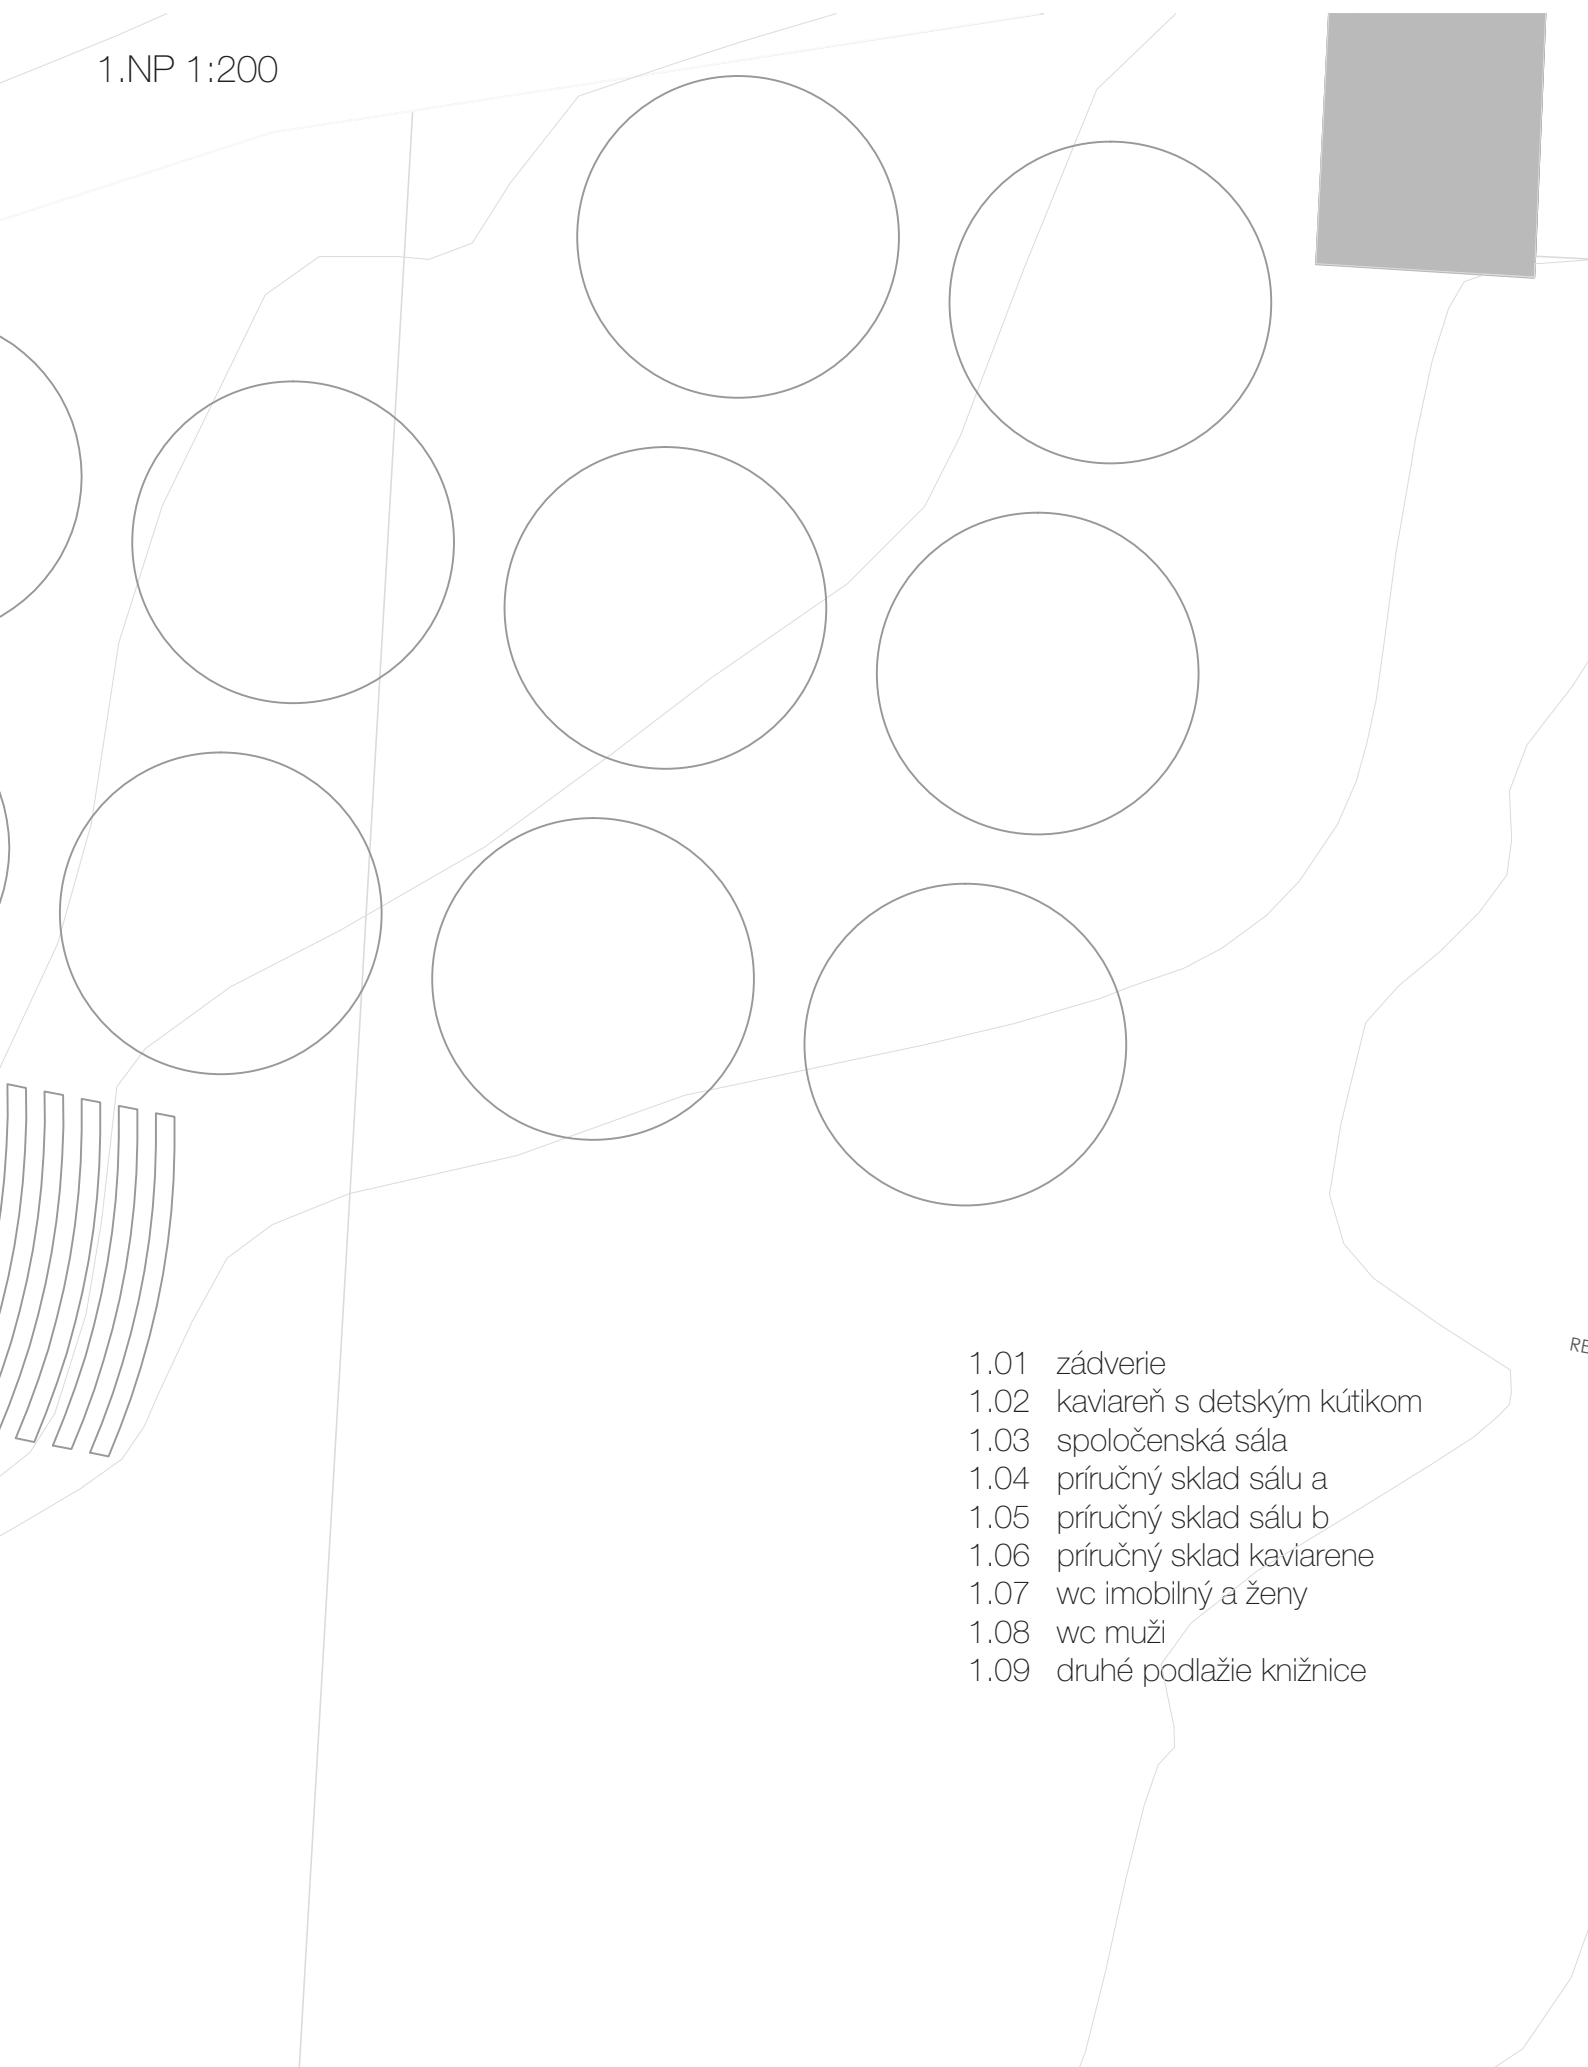 1.NP 1:200
RE
1.01 zádverie
1.02 kaviareň s detským kútikom
1.03 spoločenská sála
1.04 príručný sklad sálu a
1.05 príručný sklad sálu b
1.06 príručný sklad kaviarene
1.07 wc imobilný a ženy
1.08 wc muži
1.09 druhé podlažie knižnice